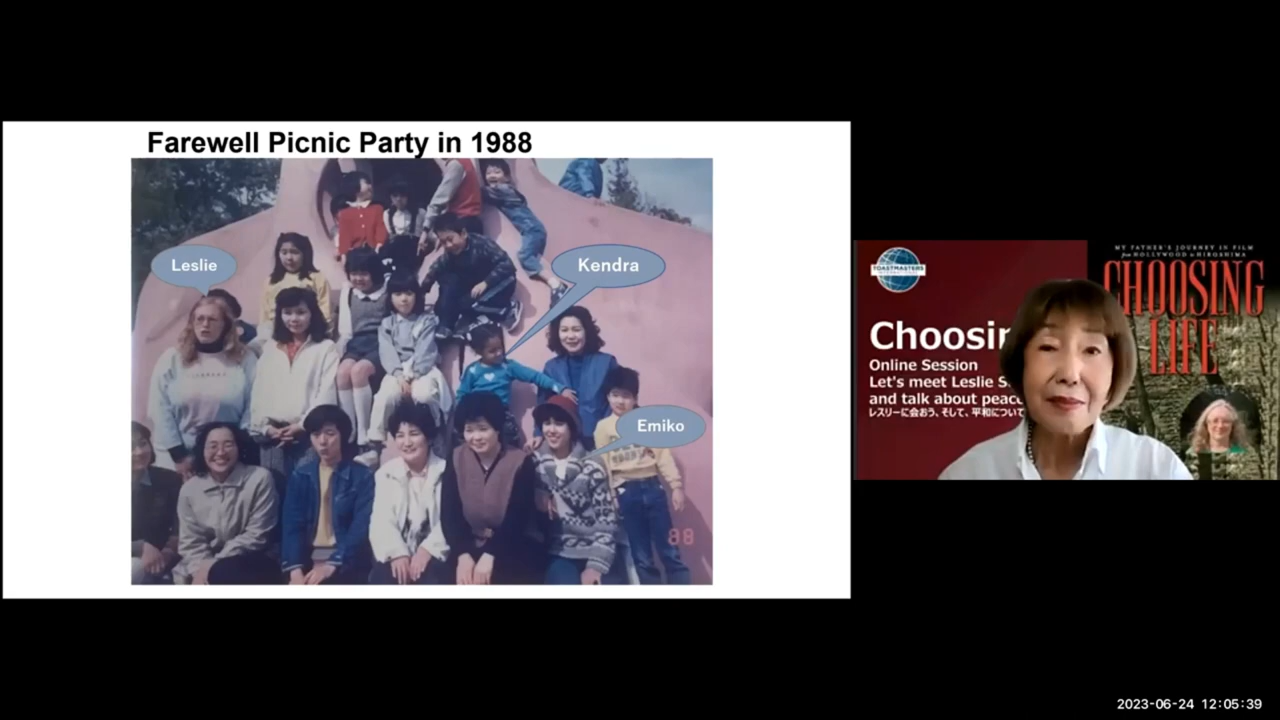 Farewell Picnic Party in 1988
Leslie
Kendra
Emiko
88
TOASTMASTERS
INTERNATIONAL
Choosin
Online Session
Let's meet Leslie S
and talk about peace
レスリーに会おう、そして、平和について
MY FATHER'S JOURNEY IN FILM
from HOLLYWOOD to HIROSHIMA
CHOOSING
LIFE
2023-06-24 12:05:39